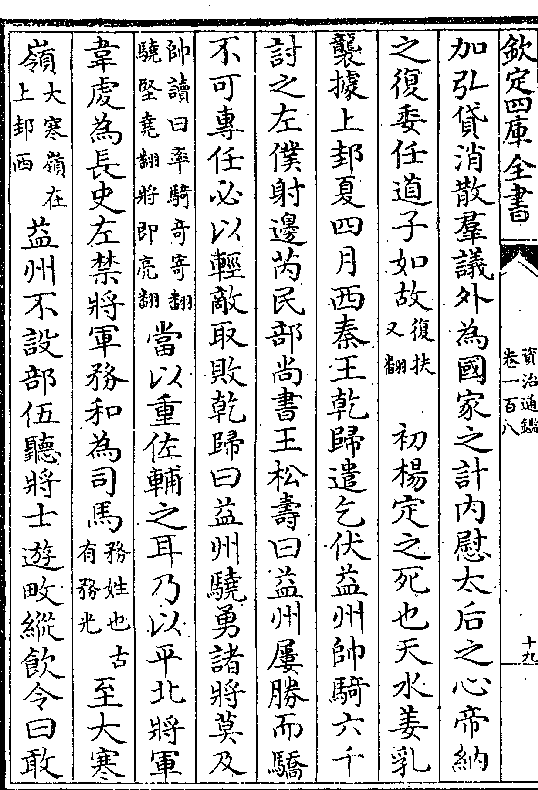 欽定四庫全書
資治通鑑
卷一百八
十九
加弘貸消散羣議外為國家之計内慰太后之心帝納
之復委任道子如故復扶又翻初楊定之死也天水姜乳
襲據上邽夏四月西秦王乾歸遣乞伏益州帥騎六千
討之左僕射邊芮民部尚書王松壽曰益州屢勝而驕
不可專任必以輕敵取敗乾歸曰益州驍勇諸將莫及
帥讀曰率騎奇寄翻驍堅堯翻將即亮翻當以重佐輔之耳乃以平北將軍
韋虔為長史左禁將軍務和為司馬務姓也古有務光至大寒
嶺大寒嶺在上邽西益州不設部伍聽將士遊畋縱飲令曰敢